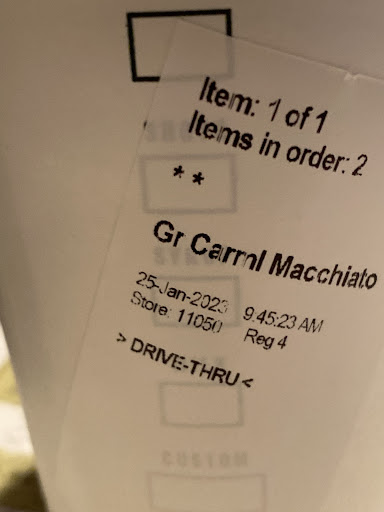 Item: 1 of 1
Items in order: 2
**
Gr Carml Macchiato
25-Jan-2023 9:45:23 AM
Store: 11050 Reg 4
> DRIVE-THRU <
CUSTOM